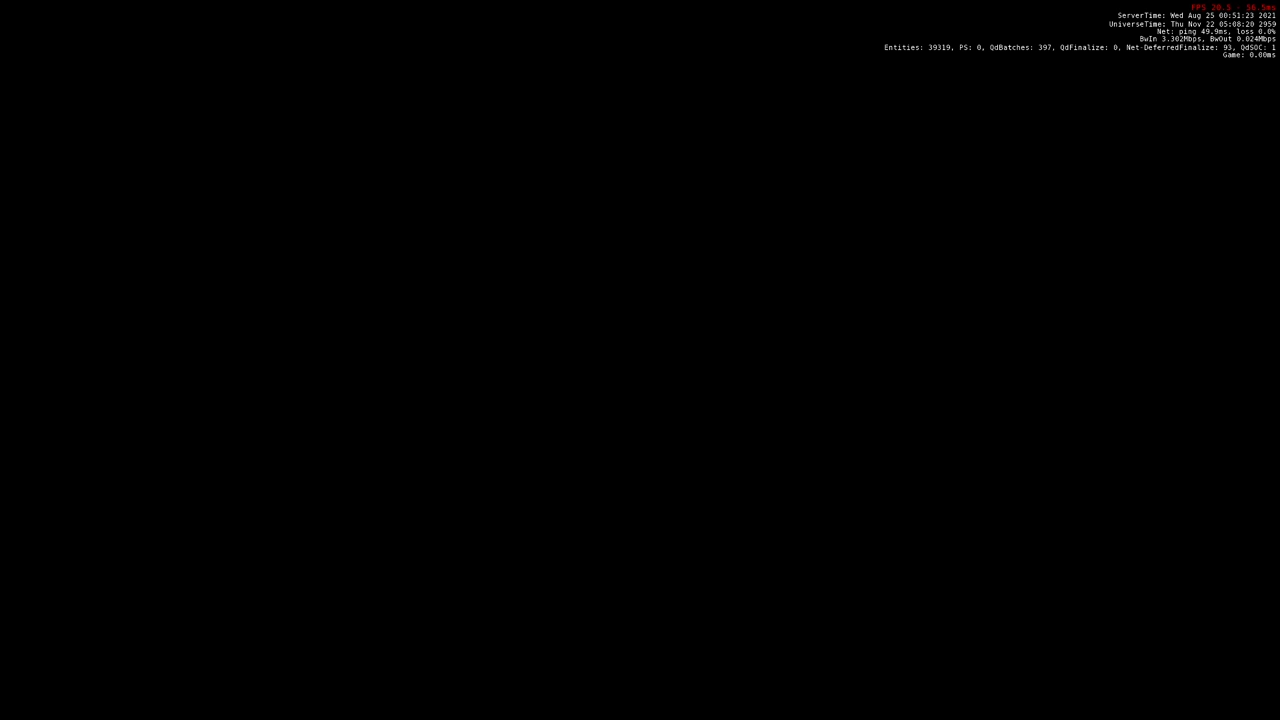 FPS 20.5 - 56.5ms
ServerTime: Wed Aug 25 00:51:23 2021
UniverseTime: Thu Nov 22 05:08:20 2959
Net: ping 49.9ms, loss 0.0%
BwIn 3.302Mbps, BwOut 0.024Mbps
Entities: 39319, PS: 0, QdBatches: 397, QdFinalize: 0, Net-DeferredFinalize: 93, QdSOC: 1
Game: 0.00ms